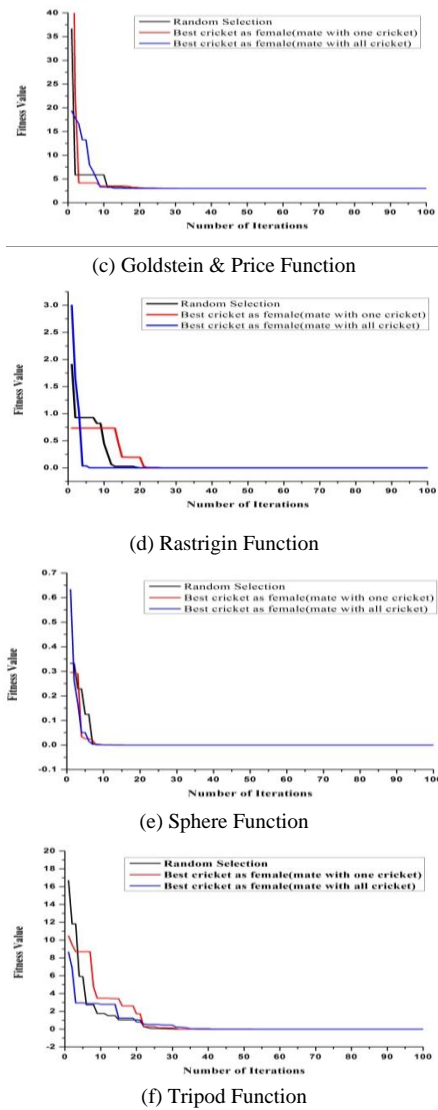 40
35
30
25
20
15
10
5
0
Fitness Value
Random Selection
Best cricket as female(mate with one cricket)
Best cricket as female(mate with all cricket)
0 10 20 30 40 50 60 70 80 90 100
Number of Iterations
(c) Goldstein & Price Function
3.0
2.5
2.0
1.5
1.0
0.5
0.0
Fitness Value
Random Selection
Best cricket as female(mate with one cricket)
Best cricket as female(mate with all cricket)
0 10 20 30 40 50 60 70 80 90 100
Number of Iterations
(d) Rastrigin Function
0.7
0.6
0.5
0.4
0.3
0.2
0.1
0.0
-0.1
Fitness Value
Random Selection
Best cricket as female(mate with one cricket)
Best cricket as female(mate with all cricket)
0 10 20 30 40 50 60 70 80 90 100
Number of Iterations
(e) Sphere Function
20
18
16
14
12
10
8
6
4
2
0
-2
Fitness Value
Random Selection
Best cricket as female(mate with one cricket)
Best cricket as female(mate with all cricket)
0 10 20 30 40 50 60 70 80 90 100
Number of Iterations
(f) Tripod Function